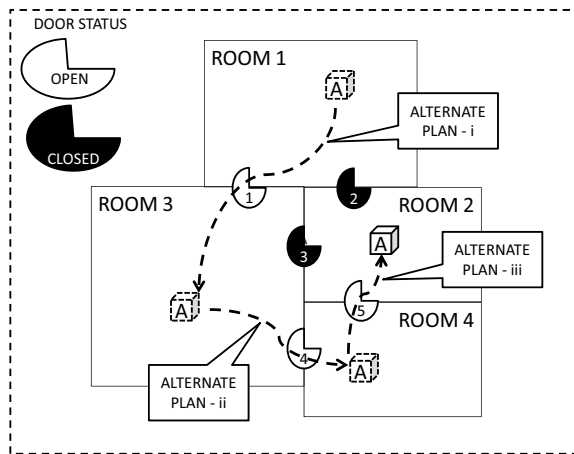 DOOR STATUS
OPEN
CLOSED
ROOM 1
A
ALTERNATE
PLAN - i
1
2
ROOM 3
ROOM 2
3
A
ALTERNATE
PLAN - iii
A
5
ROOM 4
4
A
ALTERNATE
PLAN - ii